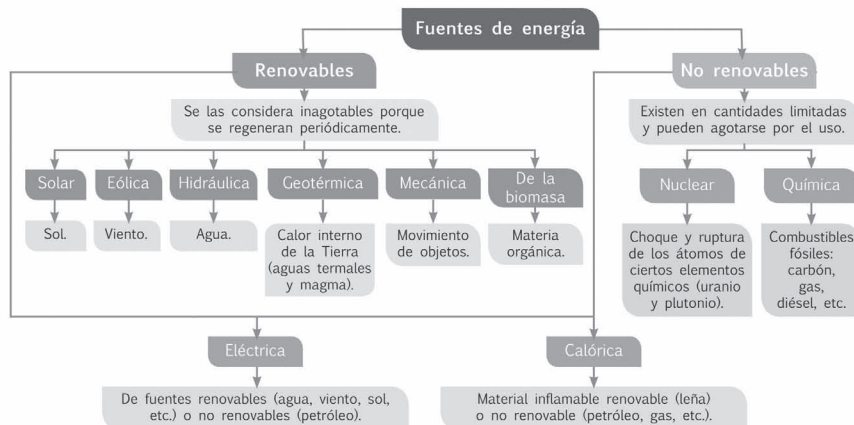 Fuentes de energía
Renovables
No renovables
Se las considera inagotables porque
se regeneran periódicamente.
Existen en cantidades limitadas
y pueden agotarse por el uso.
Solar
Eólica
Hidráulica
Geotérmica
Mecánica
De la
biomasa
Nuclear
Química
Sol.
Viento.
Agua.
Calor interno
de la Tierra
(aguas termales
y magma).
Movimiento
de objetos.
Materia
orgánica.
Choque y ruptura
de los átomos de
ciertos elementos
químicos (uranio
y plutonio).
Combustibles
fósiles:
carbón,
gas,
diésel, etc.
Eléctrica
Calórica
De fuentes renovables (agua, viento, sol,
etc.) o no renovables (petróleo).
Material inflamable renovable (leña)
o no renovable (petróleo, gas, etc.).